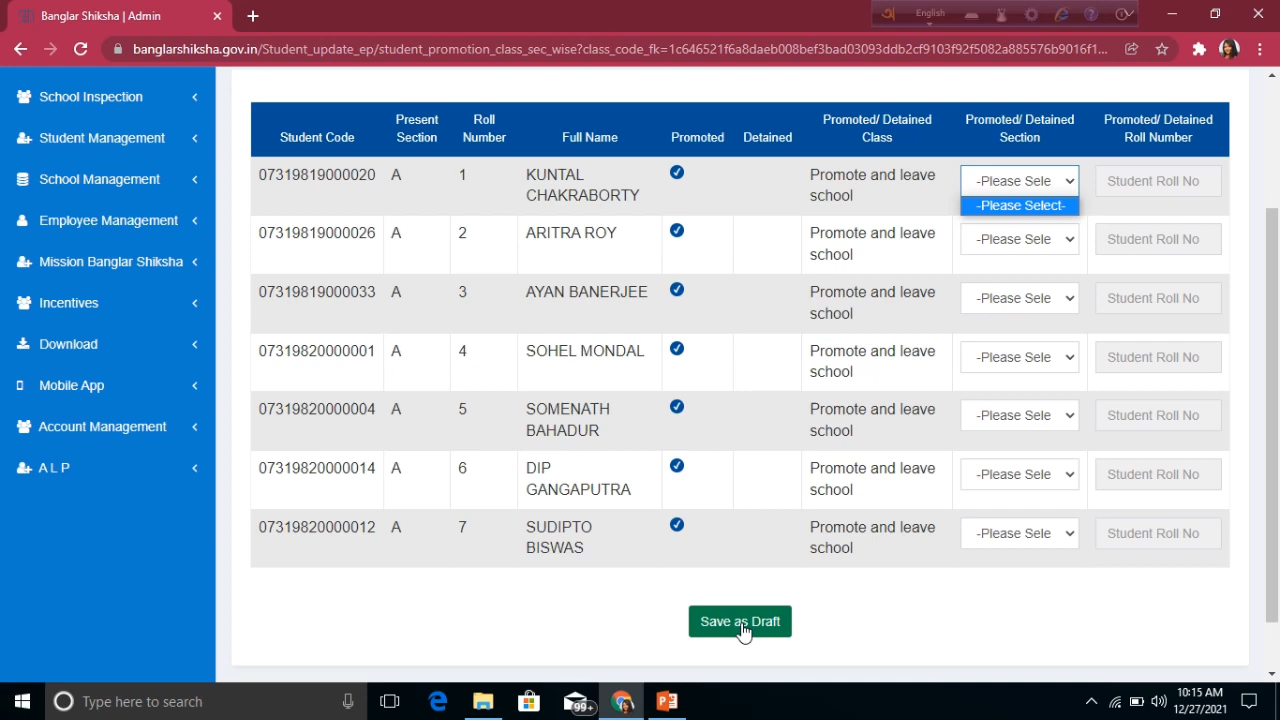 Banglar Shiksha | Admin
English
banglarshiksha.gov.in/Student_update_ep/student_promotion_class_sec_wise?class_code_fk=1c646521f6a8daeb008bef3bad03093ddb2cf9103f92f5082a885576b9016f1...
School Inspection
Student Management
School Management
Employee Management
Mission Banglar Shiksha
Incentives
Download
Mobile App
Account Management
A L P
Student Code Present Section Roll Number Full Name Promoted Detained Promoted/ Detained Class Promoted/ Detained Section Promoted/ Detained Roll Number
07319819000020 A 1 KUNTAL CHAKRABORTY Promote and leave school -Please Sele Student Roll No
-Please Select-
07319819000026 A 2 ARITRA ROY Promote and leave school -Please Sele Student Roll No
07319819000033 A 3 AYAN BANERJEE Promote and leave school -Please Sele Student Roll No
07319820000001 A 4 SOHEL MONDAL Promote and leave school -Please Sele Student Roll No
07319820000004 A 5 SOMENATH BAHADUR Promote and leave school -Please Sele Student Roll No
07319820000014 A 6 DIP GANGAPUTRA Promote and leave school -Please Sele Student Roll No
07319820000012 A 7 SUDIPTO BISWAS Promote and leave school -Please Sele Student Roll No
Save as Draft
Type here to search
99+
10:15 AM
12/27/2021